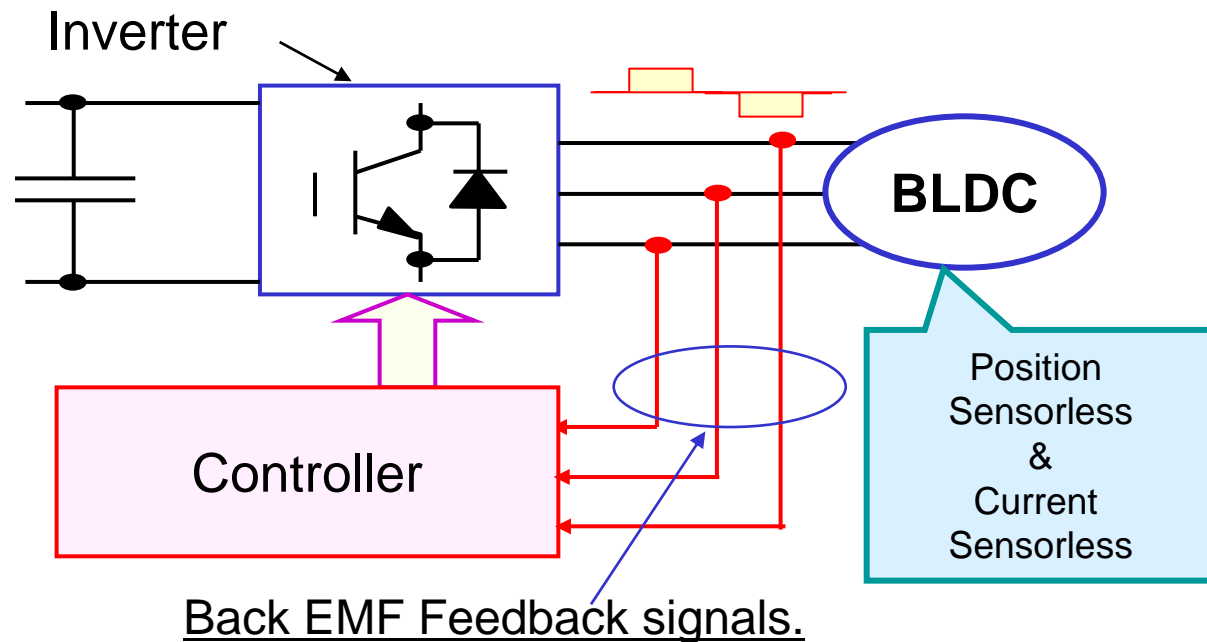 Inverter
BLDC
Position
Sensorless
&
Current
Sensorless
Controller
Back EMF Feedback signals.